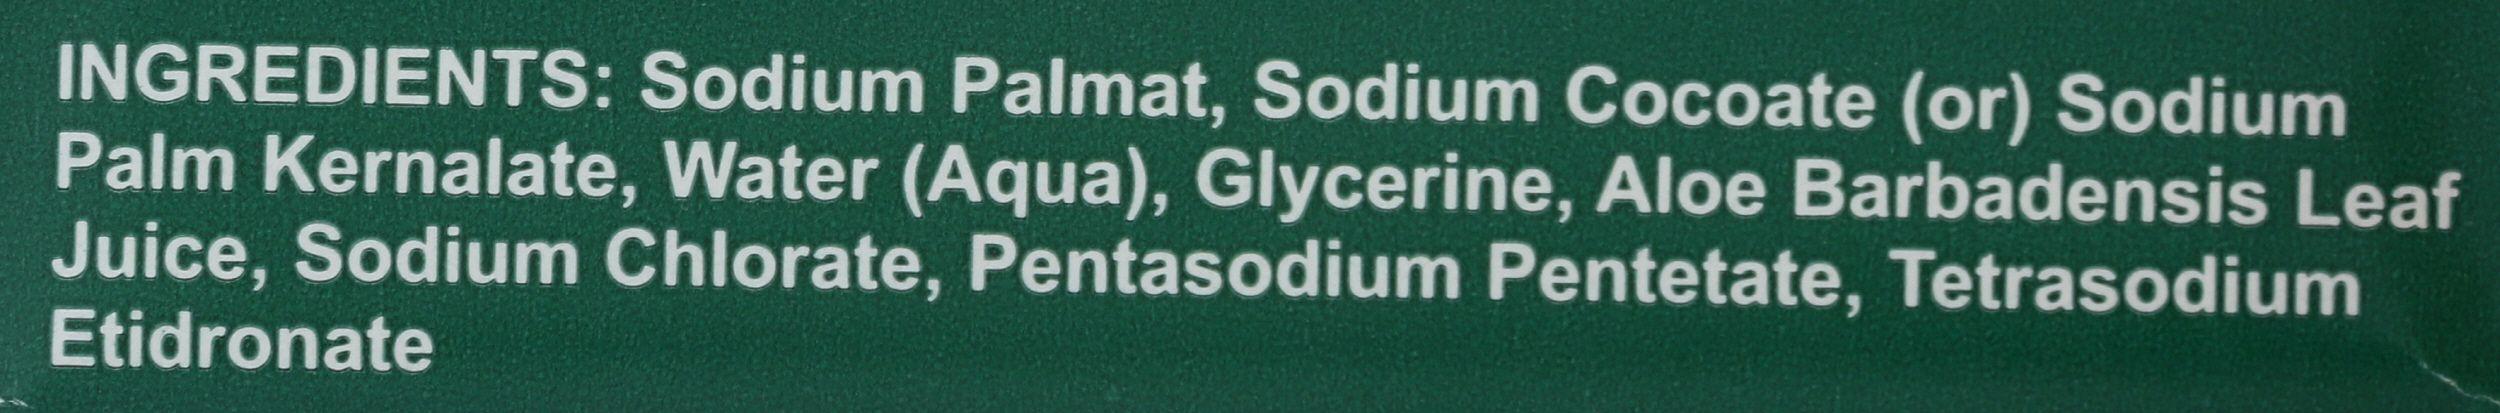 INGREDIENTS: Sodium Palmat, Sodium Cocoate (or) Sodium
Palm Kernalate, Water (Aqua), Glycerine, Aloe Barbadensis Leaf
Juice, Sodium Chlorate, Pentasodium Pentetate, Tetrasodium
Etidronate